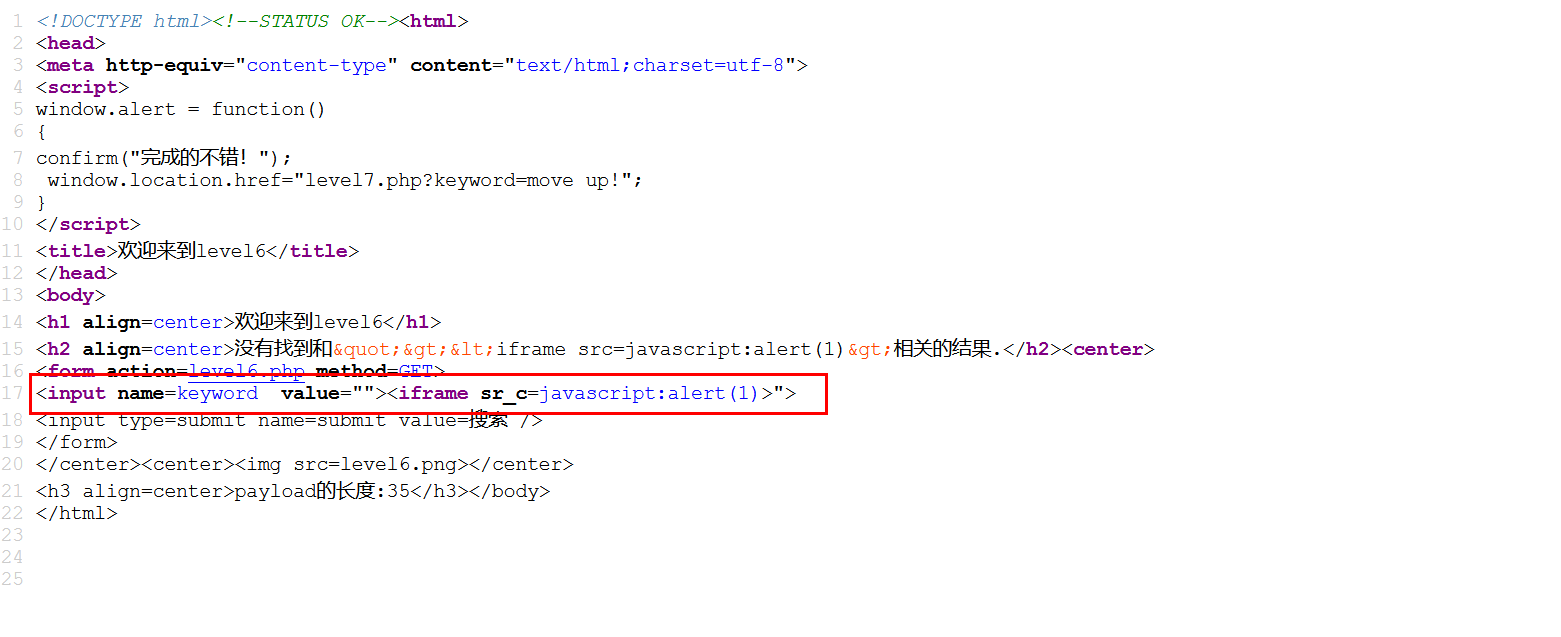 1 <!DOCTYPE html><!--STATUS OK--><html>
2 <head>
3 <meta http-equiv="content-type" content="text/html;charset=utf-8">
4 <script>
5 window.alert = function()
6 {
7 confirm("完成的不错！");
8  window.location.href="level7.php?keyword=move up!";
9 }
10 </script>
11 <title>欢迎来到level6</title>
12 </head>
13 <body>
14 <h1 align=center>欢迎来到level6</h1>
15 <h2 align=center>没有找到和&quot;&gt;&lt;iframe src=javascript:alert(1)&gt;相关的结果.</h2><center>
16 <form action=level6.php method=GET>
17 <input name=keyword  value=""><iframe sr_c=javascript:alert(1)>">
18 <input type=submit name=submit value=搜索 />
19 </form>
20 </center><center><img src=level6.png></center>
21 <h3 align=center>payload的长度:35</h3></body>
22 </html>
23
24
25